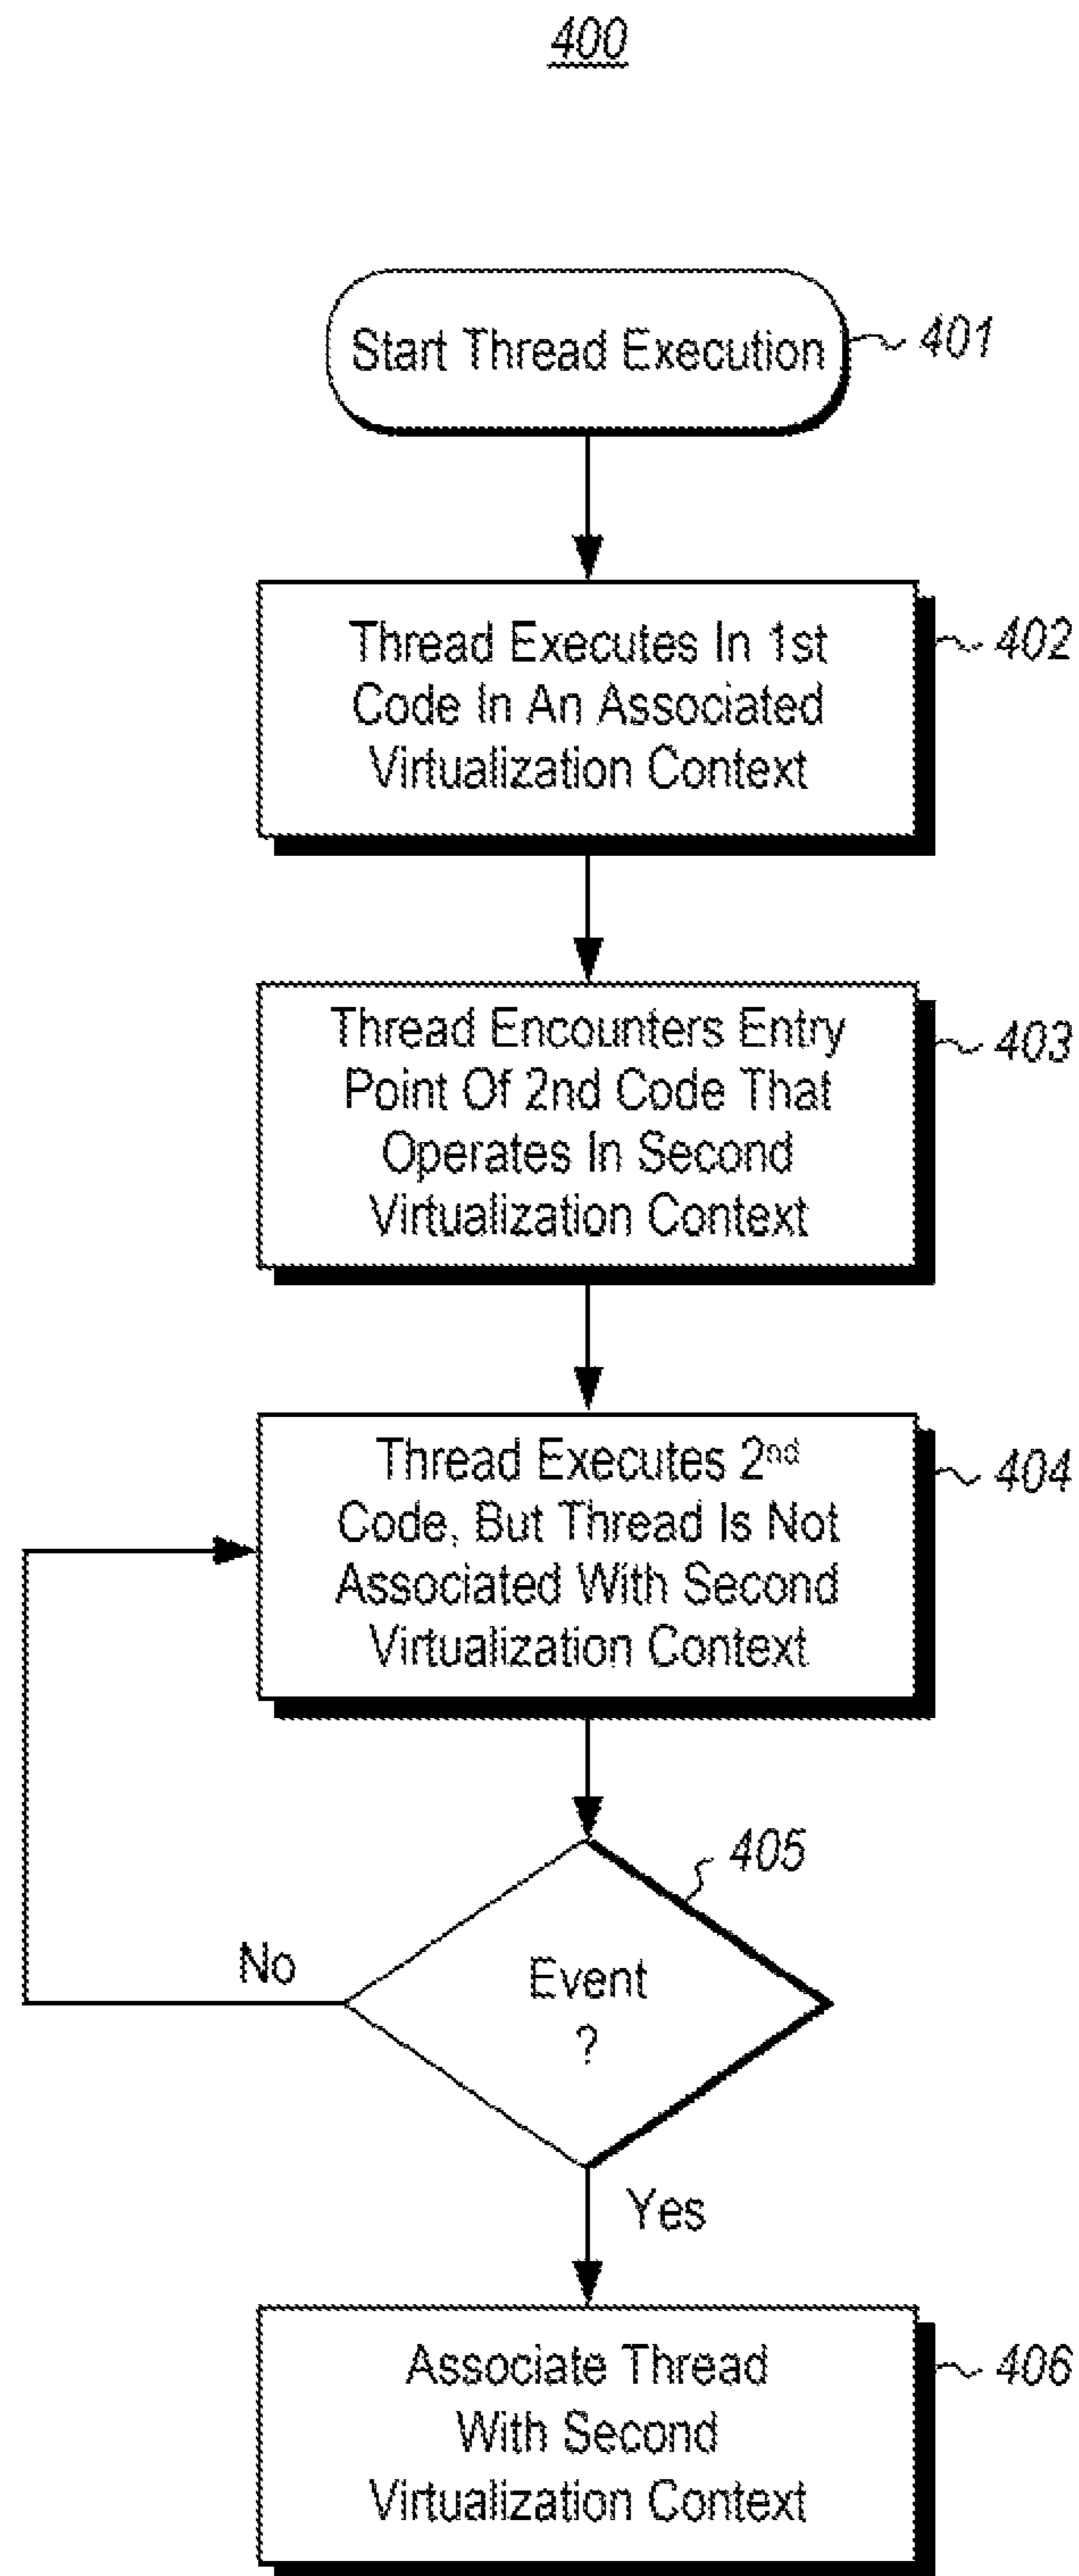 400
Start Thread Execution
401
Thread Executes In 1st
Code In An Associated
Virtualization Context
402
Thread Encounters Entry
Point Of 2nd Code That
Operates In Second
Virtualization Context
403
Thread Executes 2nd
Code, But Thread Is Not
Associated With Second
Virtualization Context
404
405
Event
?
No
Yes
Associate Thread
With Second
Virtualization Context
406